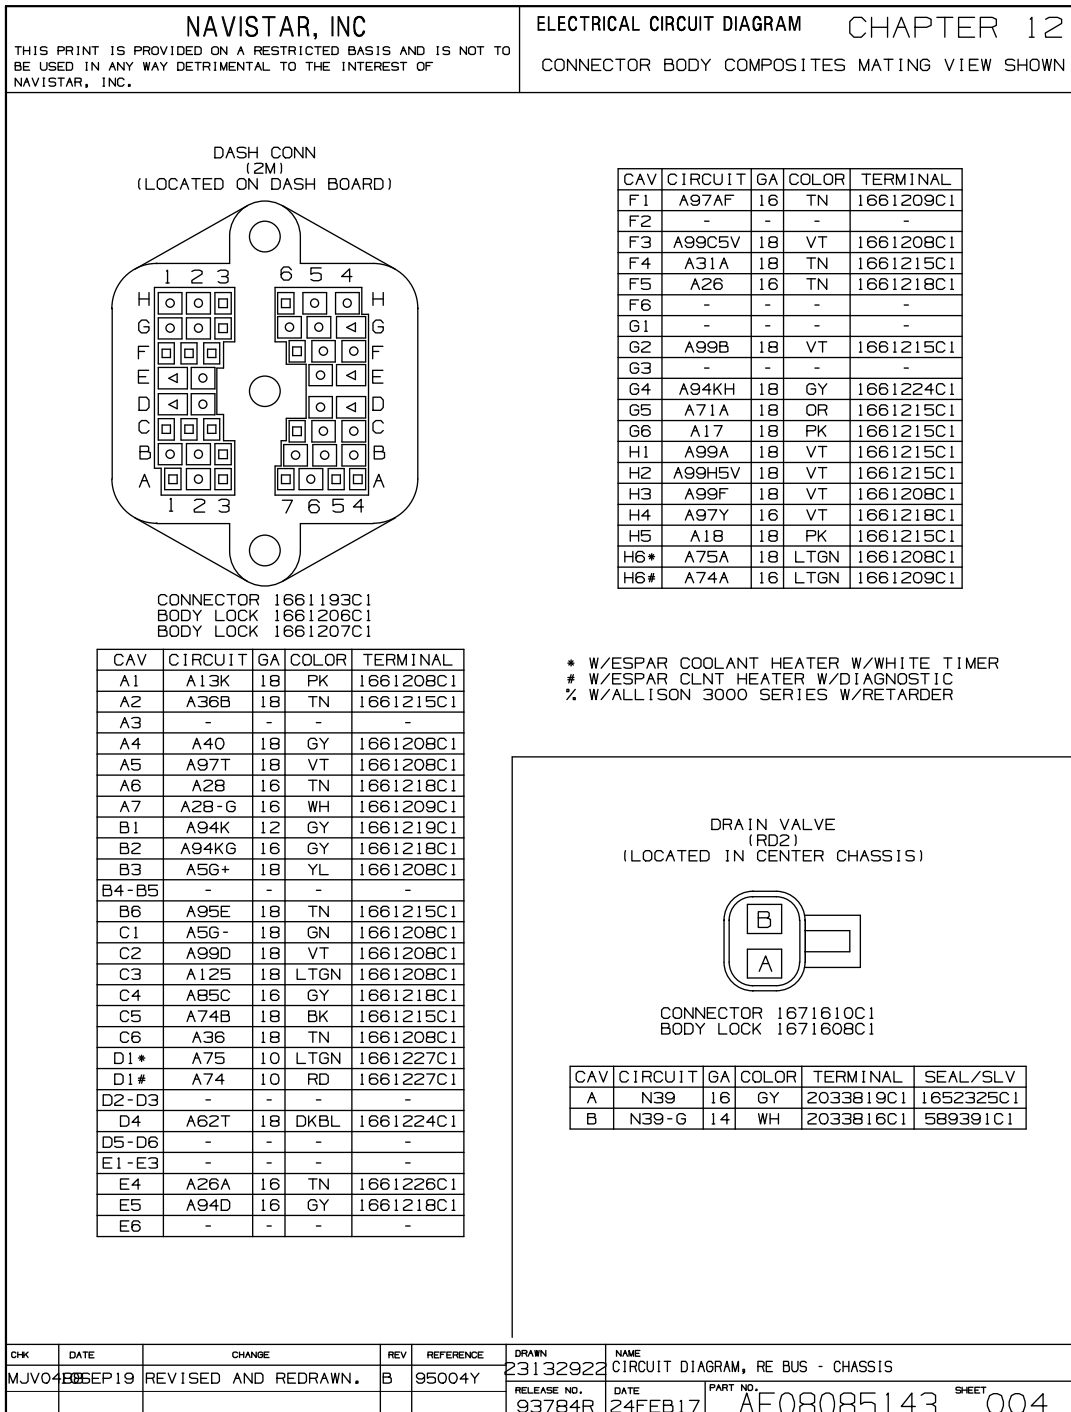 NAVISTAR, INC
THIS PRINT IS PROVIDED ON A RESTRICTED BASIS AND IS NOT TO
BE USED IN ANY WAY DETRIMENTAL TO THE INTEREST OF
NAVISTAR, INC.
ELECTRICAL CIRCUIT DIAGRAM CHAPTER 12
CONNECTOR BODY COMPOSITES MATING VIEW SHOWN
DASH CONN
(2M)
(LOCATED ON DASH BOARD)
1 2 3 6 5 4
H H
G G
F F
E E
D D
C C
B B
A A
1 2 3 7 6 5 4
CONNECTOR 1661193C1
BODY LOCK 1661206C1
BODY LOCK 1661207C1
CAV CIRCUIT GA COLOR TERMINAL
A1 A13K 18 PK 1661208C1
A2 A36B 18 TN 1661215C1
A3 - - - -
A4 A40 18 GY 1661208C1
A5 A97T 18 VT 1661208C1
A6 A28 16 TN 1661218C1
A7 A28-G 16 WH 1661209C1
B1 A94K 12 GY 1661219C1
B2 A94KG 16 GY 1661218C1
B3 A5G+ 18 YL 1661208C1
B4-B5 - - - -
B6 A95E 18 TN 1661215C1
C1 A5G- 18 GN 1661208C1
C2 A99D 18 VT 1661208C1
C3 A125 18 LTGN 1661208C1
C4 A85C 16 GY 1661218C1
C5 A74B 18 BK 1661215C1
C6 A36 18 TN 1661208C1
D1* A75 10 LTGN 1661227C1
D1# A74 10 RD 1661227C1
D2-D3 - - - -
D4 A62T 18 DKBL 1661224C1
D5-D6 - - - -
E1-E3 - - - -
E4 A26A 16 TN 1661226C1
E5 A94D 16 GY 1661218C1
E6 - - - -
CAV CIRCUIT GA COLOR TERMINAL
F1 A97AF 16 TN 1661209C1
F2 - - - -
F3 A99C5V 18 VT 1661208C1
F4 A31A 18 TN 1661215C1
F5 A26 16 TN 1661218C1
F6 - - - -
G1 - - - -
G2 A99B 18 VT 1661215C1
G3 - - - -
G4 A94KH 18 GY 1661224C1
G5 A71A 18 OR 1661215C1
G6 A17 18 PK 1661215C1
H1 A99A 18 VT 1661215C1
H2 A99H5V 18 VT 1661215C1
H3 A99F 18 VT 1661208C1
H4 A97Y 16 VT 1661218C1
H5 A18 18 PK 1661215C1
H6* A75A 18 LTGN 1661208C1
H6# A74A 16 LTGN 1661209C1
* W/ESPAR COOLANT HEATER W/WHITE TIMER
# W/ESPAR CLNT HEATER W/DIAGNOSTIC
% W/ALLISON 3000 SERIES W/RETARDER
DRAIN VALVE
(RD2)
(LOCATED IN CENTER CHASSIS)
B
A
CONNECTOR 1671610C1
BODY LOCK 1671608C1
CAV CIRCUIT GA COLOR TERMINAL SEAL/SLV
A N39 16 GY 2033819C1 1652325C1
B N39-G 14 WH 2033816C1 589391C1
CHK DATE CHANGE REV REFERENCE DRAWN NAME
REVISED AND REDRAWN. B 95004Y 23132922 CIRCUIT DIAGRAM, RE BUS - CHASSIS
RELEASE NO. DATE PART NO. SHEET
93784R 24FEB17 AE08085143 004